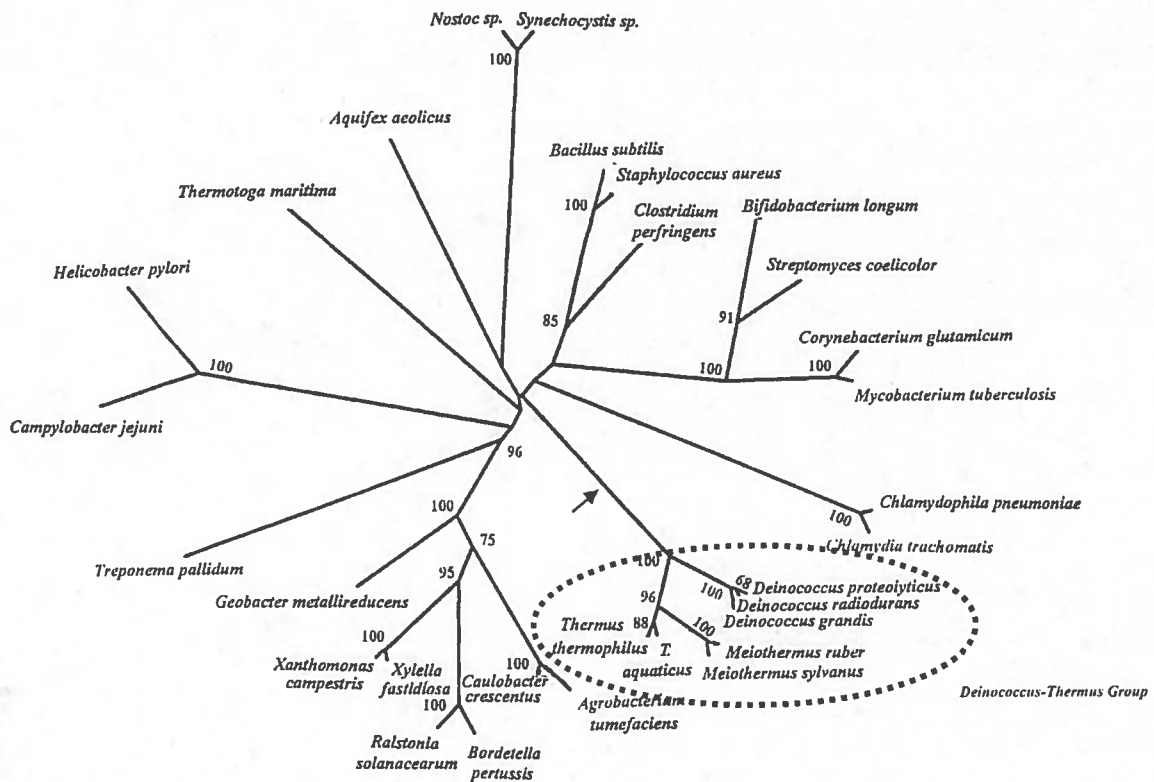 Nostoc sp. Synechocystis sp.
100
Aquifex aeolicus
Bacillus subtilis
Staphylococcus aureus
Thermotoga maritima
100
Clostridium
perfringens
Bifidobacterium longum
Helicobacter pylori
Streptomyces coelicolor
85
91
Corynebacterium glutamicum
100
100
100
Mycobacterium tuberculosis
Campylobacter jejuni
96
Chlamydophila pneumoniae
100
100
Chlamydia trachomatis
Treponema pallidum
75
100
95
Geobacter metallireducens
68
Deinococcus proteolyticus
100
Deinococcus radiodurans
96
Deinococcus grandis
88
100
Thermus
thermophilus
T.
aquaticus
Meiothermus ruber
Meiothermus sylvanus
100
Xanthomonas
campestris
Xylella
fastidiosa
100
Caulobacter
crescentus
Deinococcus-Thermus Group
Agrobacterium
tumefaciens
100
Ralstonia
solanacearum
Bordetella
pertussis